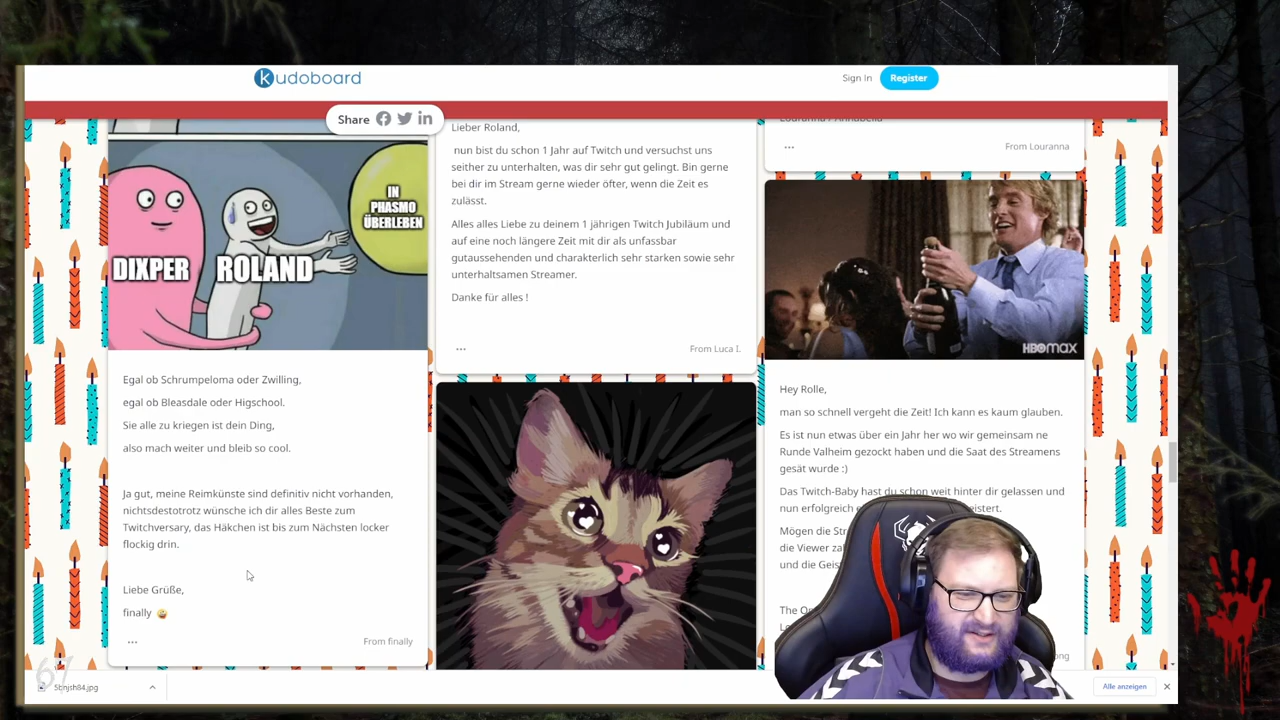 kudoboard
Sign In
Register
Share
IN
PHASMO
ÜBERLEBEN
DIXPER
ROLAND
Egal ob Schrumpeloma oder Zwilling,
egal ob Bleasdale oder Higschool.
Sie alle zu kriegen ist dein Ding,
also mach weiter und bleib so cool.
Ja gut, meine Reimkünste sind definitiv nicht vorhanden,
nichtsdestotrotz wünsche ich dir alles Beste zum
Twitchversary, das Häkchen ist bis zum Nächsten locker
flockig drin.
Liebe Grüße,
finally
From finally
Lieber Roland,
nun bist du schon 1 Jahr auf Twitch und versuchst uns
seither zu unterhalten, was dir sehr gut gelingt. Bin gerne
bei dir im Stream gerne wieder öfter, wenn die Zeit es
zulässt.
Alles alles Liebe zu deinem 1 jährigen Twitch Jubiläum und
auf eine noch längere Zeit mit dir als unfassbar
gutaussehenden und charakterlich sehr starken sowie sehr
unterhaltsamen Streamer.
Danke für alles !
From Luca I.
From Louranna
HBOMAX
Hey Rolle,
man so schnell vergeht die Zeit! Ich kann es kaum glauben.
Es ist nun etwas über ein Jahr her wo wir gemeinsam ne
Runde Valheim gezockt haben und die Saat des Streamens
gesät wurde :)
Das Twitch-Baby hast du schon weit hinter dir gelassen und
nun erfolgreich
Mögen die
die Viewer
und die
The
67
5bnjsh84.jpg
Alle anzeigen